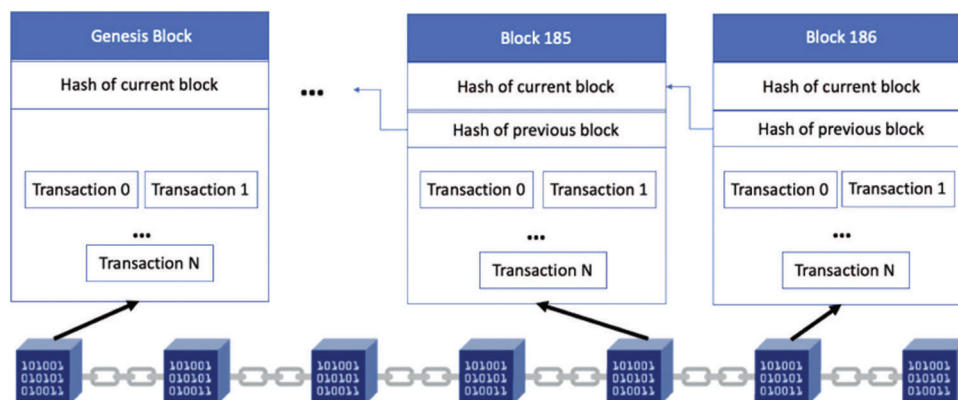 Genesis Block
Hash of current block
Transaction 0
Transaction 1
...
Transaction N
...
Block 185
Hash of current block
Hash of previous block
Transaction 0
Transaction 1
...
Transaction N
Block 186
Hash of current block
Hash of previous block
Transaction 0
Transaction 1
...
Transaction N
101001
010101
010011
101001
010101
010011
101001
010101
010011
101001
010101
010011
101001
010101
010011
101001
010101
010011
101001
010101
010011